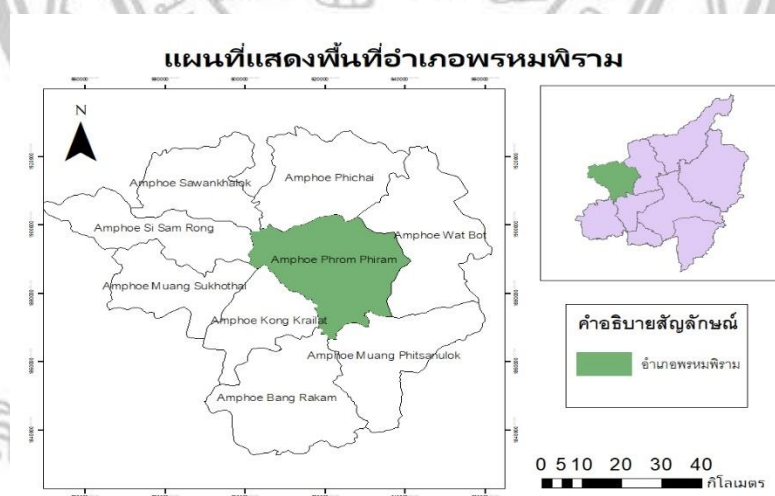 แผนที่แสดงพื้นที่อำเภอพรหมพิราม
N
Amphoe Sawankhalok
Amphoe Phichai
Amphoe Si Sam Rong
Amphoe Wat Bot
Amphoe Phrom Phiram
Amphoe Muang Sukhothai
Amphoe Kong Krailat
Amphoe Muang Phitsanulok
Amphoe Bang Rakam
คำอธิบายสัญลักษณ์
อำเภอพรหมพิราม
0 5 10 20 30 40
กิโลเมตร